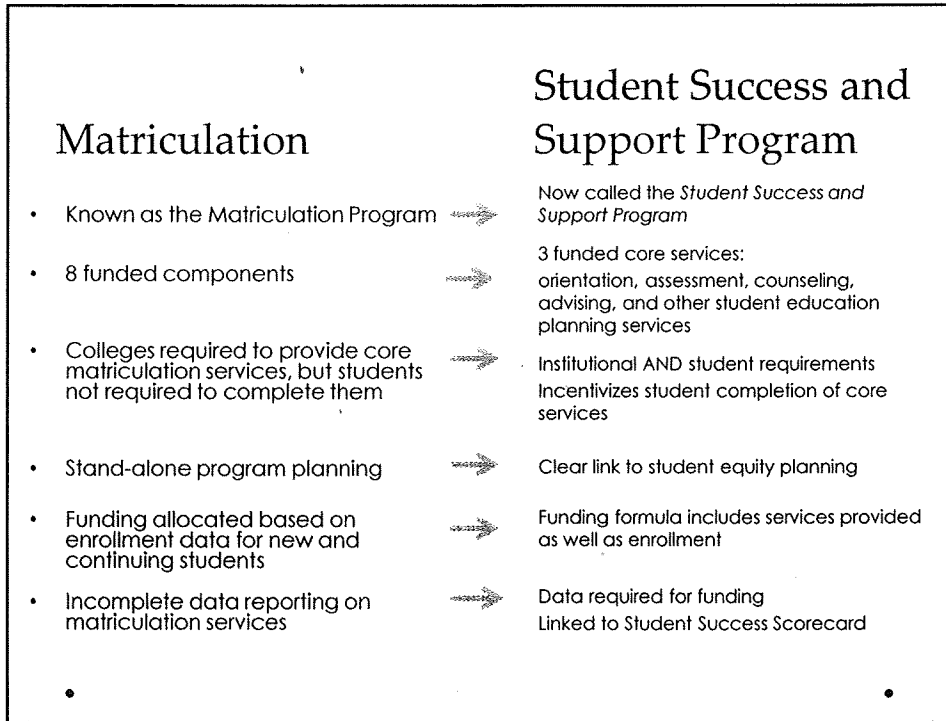 Matriculation
Student Success and
Support Program
• Known as the Matriculation Program
Now called the Student Success and
Support Program
• 8 funded components
3 funded core services:
orientation, assessment, counseling,
advising, and other student education
planning services
• Colleges required to provide core
matriculation services, but students
not required to complete them
Institutional AND student requirements
Incentivizes student completion of core
services
• Stand-alone program planning
Clear link to student equity planning
• Funding allocated based on
enrollment data for new and
continuing students
Funding formula includes services provided
as well as enrollment
• Incomplete data reporting on
matriculation services
Data required for funding
Linked to Student Success Scorecard